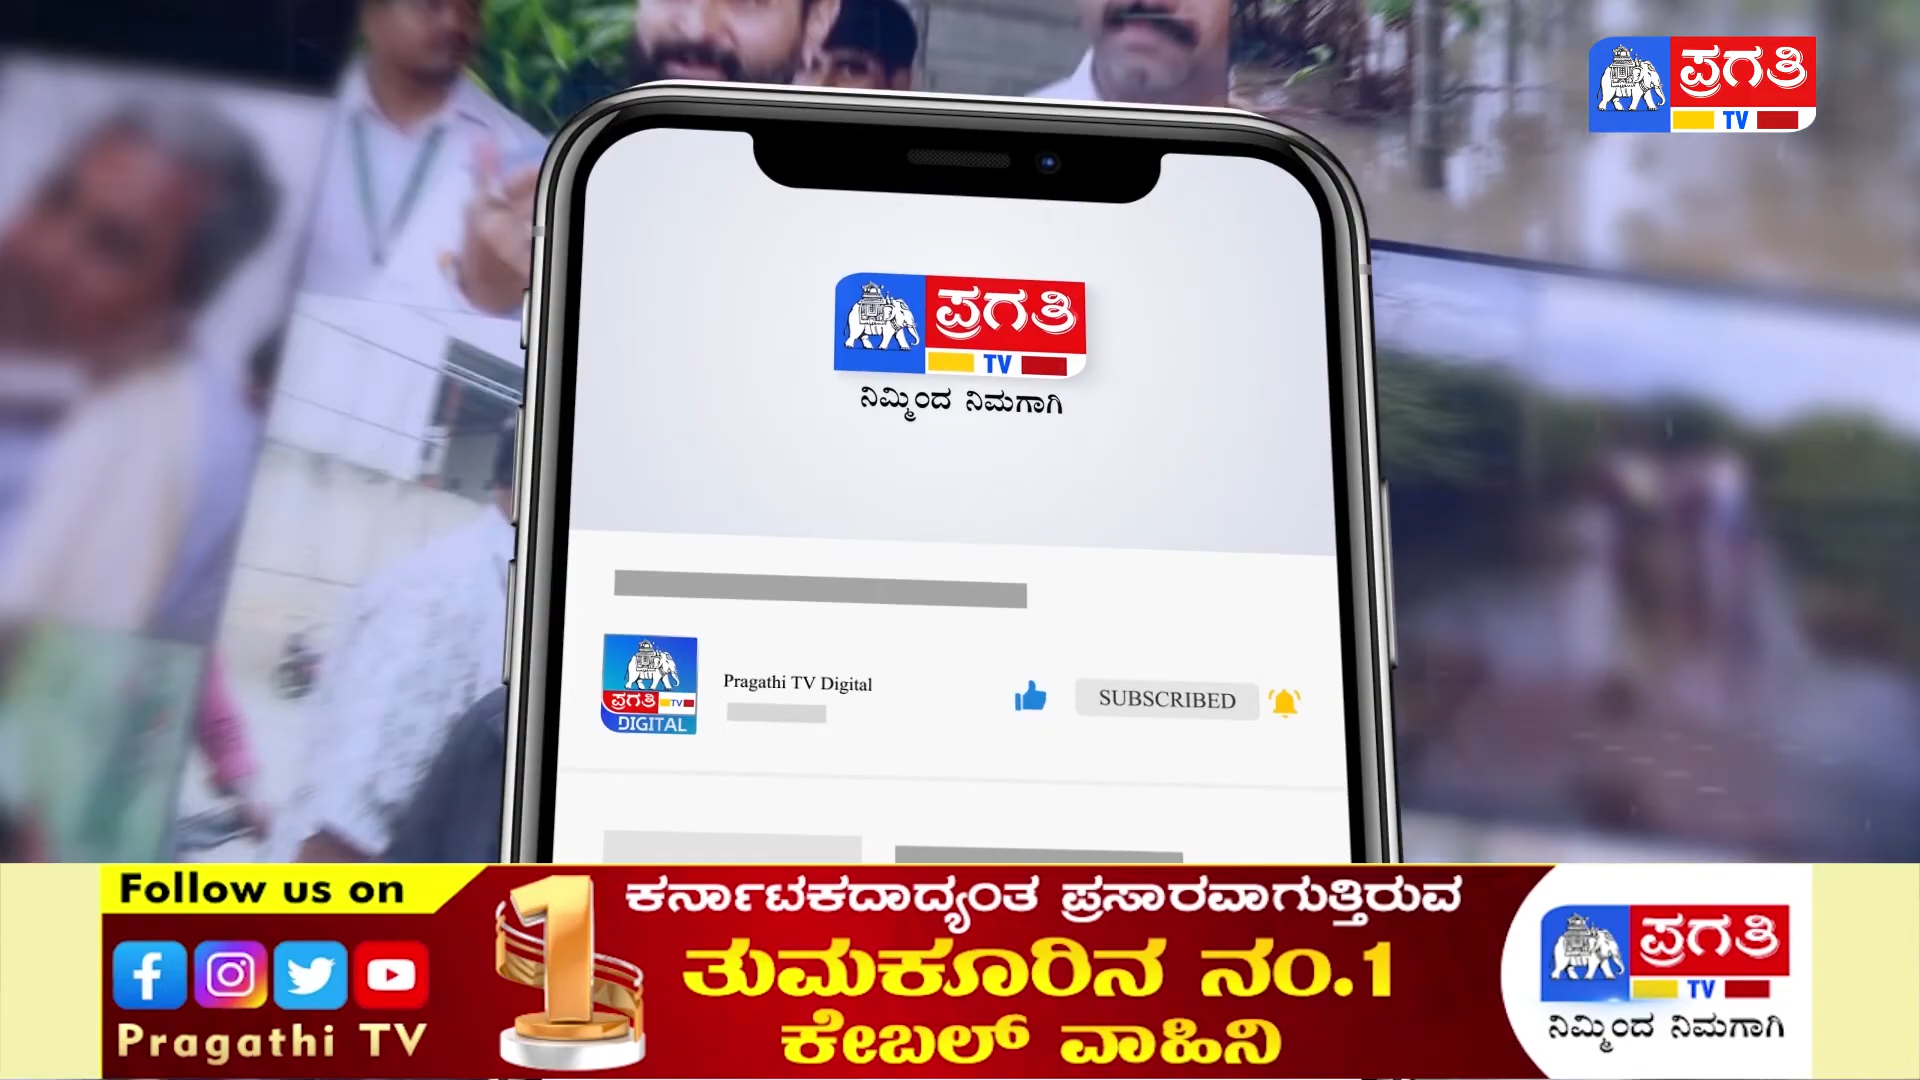 ಪ್ರಗತಿ
TV
ಪ್ರಗತಿ
TV
ನಿಮ್ಮಿಂದ ನಿಮಗಾಗಿ
ಪ್ರಗತಿ TV
DIGITAL
Pragathi TV Digital
SUBSCRIBED
Follow us on
Pragathi TV
1
ಕರ್ನಾಟಕದಾದ್ಯಂತ ಪ್ರಸಾರವಾಗುತ್ತಿರುವ
ತುಮಕೂರಿನ ನಂ.1
ಕೇಬಲ್ ವಾಹಿನಿ
ಪ್ರಗತಿ
TV
ನಿಮ್ಮಿಂದ ನಿಮಗಾಗಿ